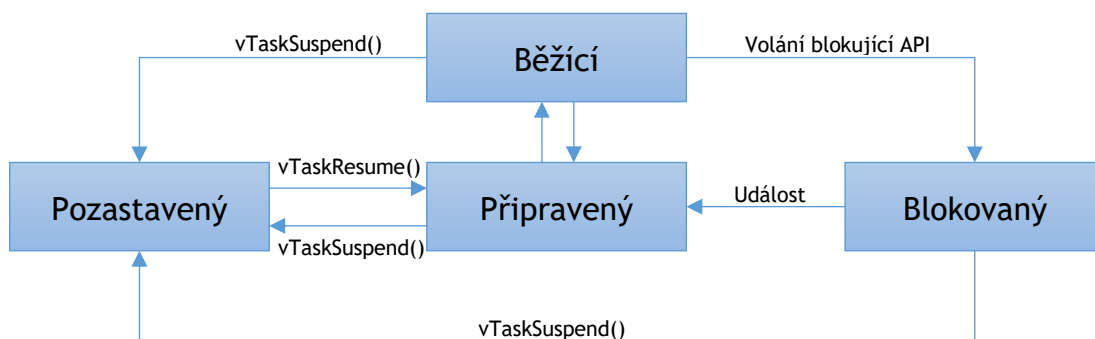 vTaskSuspend()
Běžící
Volání blokující API
Pozastavený
vTaskResume()
vTaskSuspend()
Připravený
Událost
Blokovaný
vTaskSuspend()